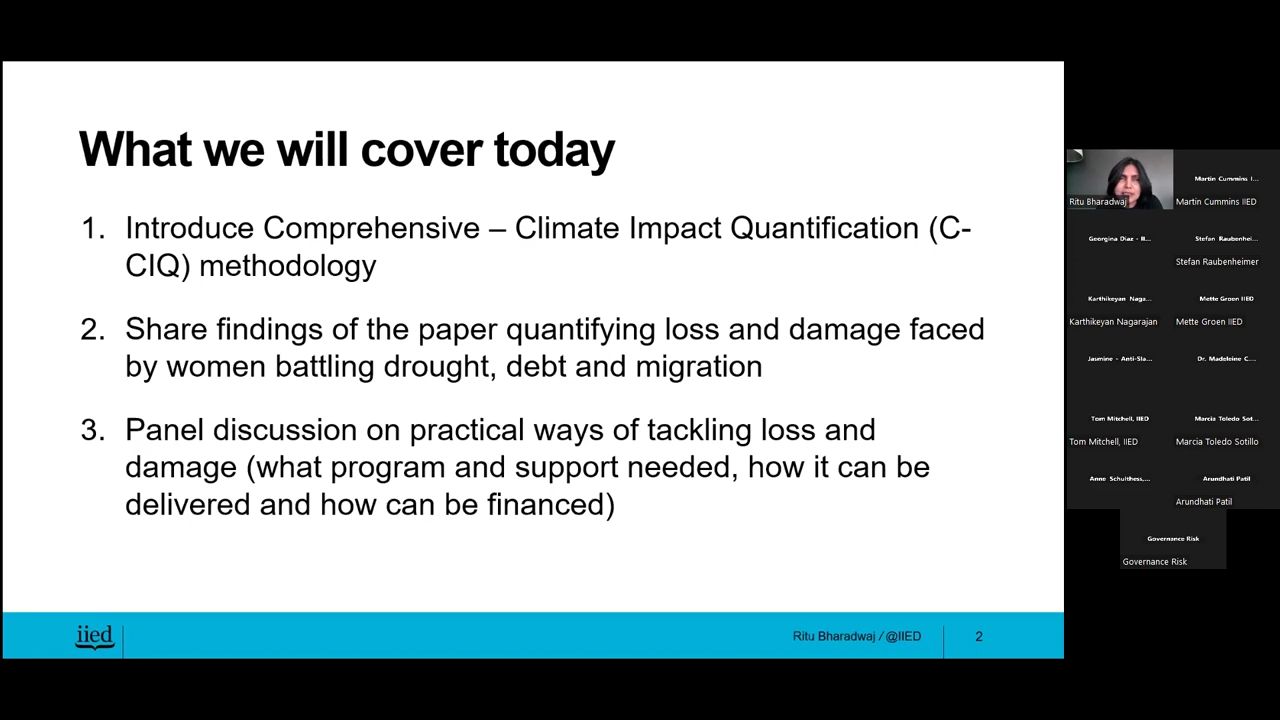 What we will cover today
1. Introduce Comprehensive – Climate Impact Quantification (C-
CIQ) methodology
2. Share findings of the paper quantifying loss and damage faced
by women battling drought, debt and migration
3. Panel discussion on practical ways of tackling loss and
damage (what program and support needed, how it can be
delivered and how can be financed)
iied
Ritu Bharadwaj /@IIED
2
Ritu Bharadwaj
Martin Cummins I...
Martin Cummins IIED
Georgina Diaz - II...
Stefan Raubenhei...
Stefan Raubenheimer
Karthikeyan Naga...
Karthikeyan Nagarajan
Mette Groen IIED
Mette Groen IIED
Jasmine - Anti-Sla...
Dr. Madeleine C...
Tom Mitchell, IIED
Tom Mitchell, IIED
Marcia Toledo Sot...
Marcia Toledo Sotillo
Anne Schulthess,...
Arundhati Patil
Arundhati Patil
Governance Risk
Governance Risk